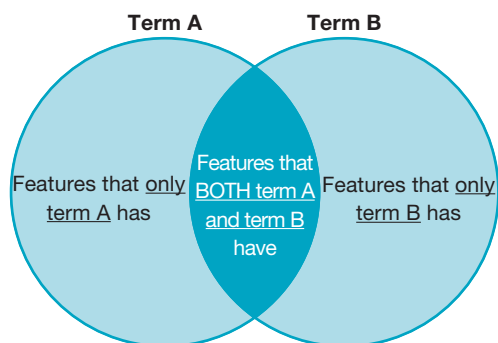 Term A
Term B
Features that only
term A has
Features that
BOTH term A
and term B
have
Features that only
term B has